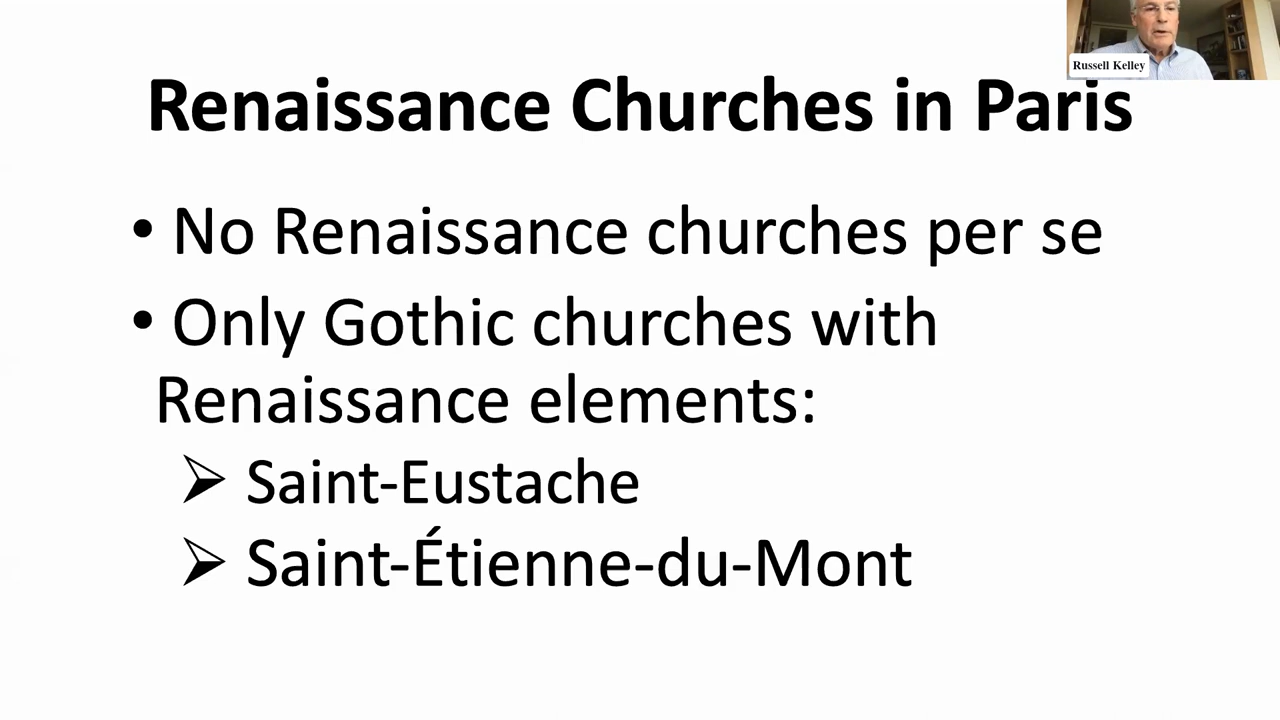 Russell Kelley
Renaissance Churches in Paris
• No Renaissance churches per se
• Only Gothic churches with
Renaissance elements:
➢ Saint-Eustache
➢ Saint-Étienne-du-Mont